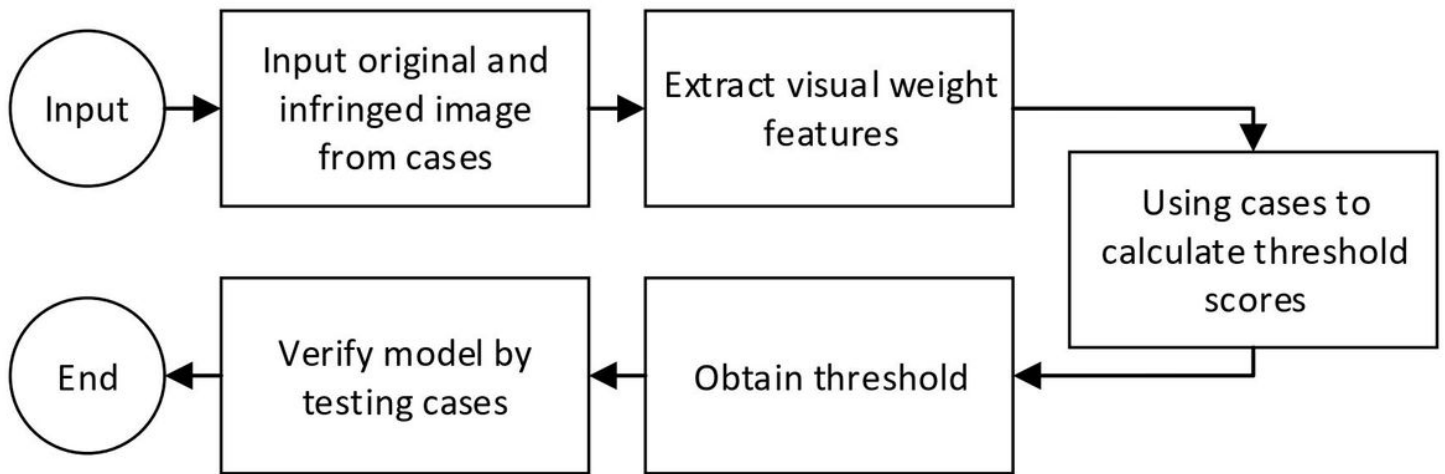 Input
Input original and
infringed image
from cases
Extract visual weight
features
Using cases to
calculate threshold
scores
Obtain threshold
Verify model by
testing cases
End